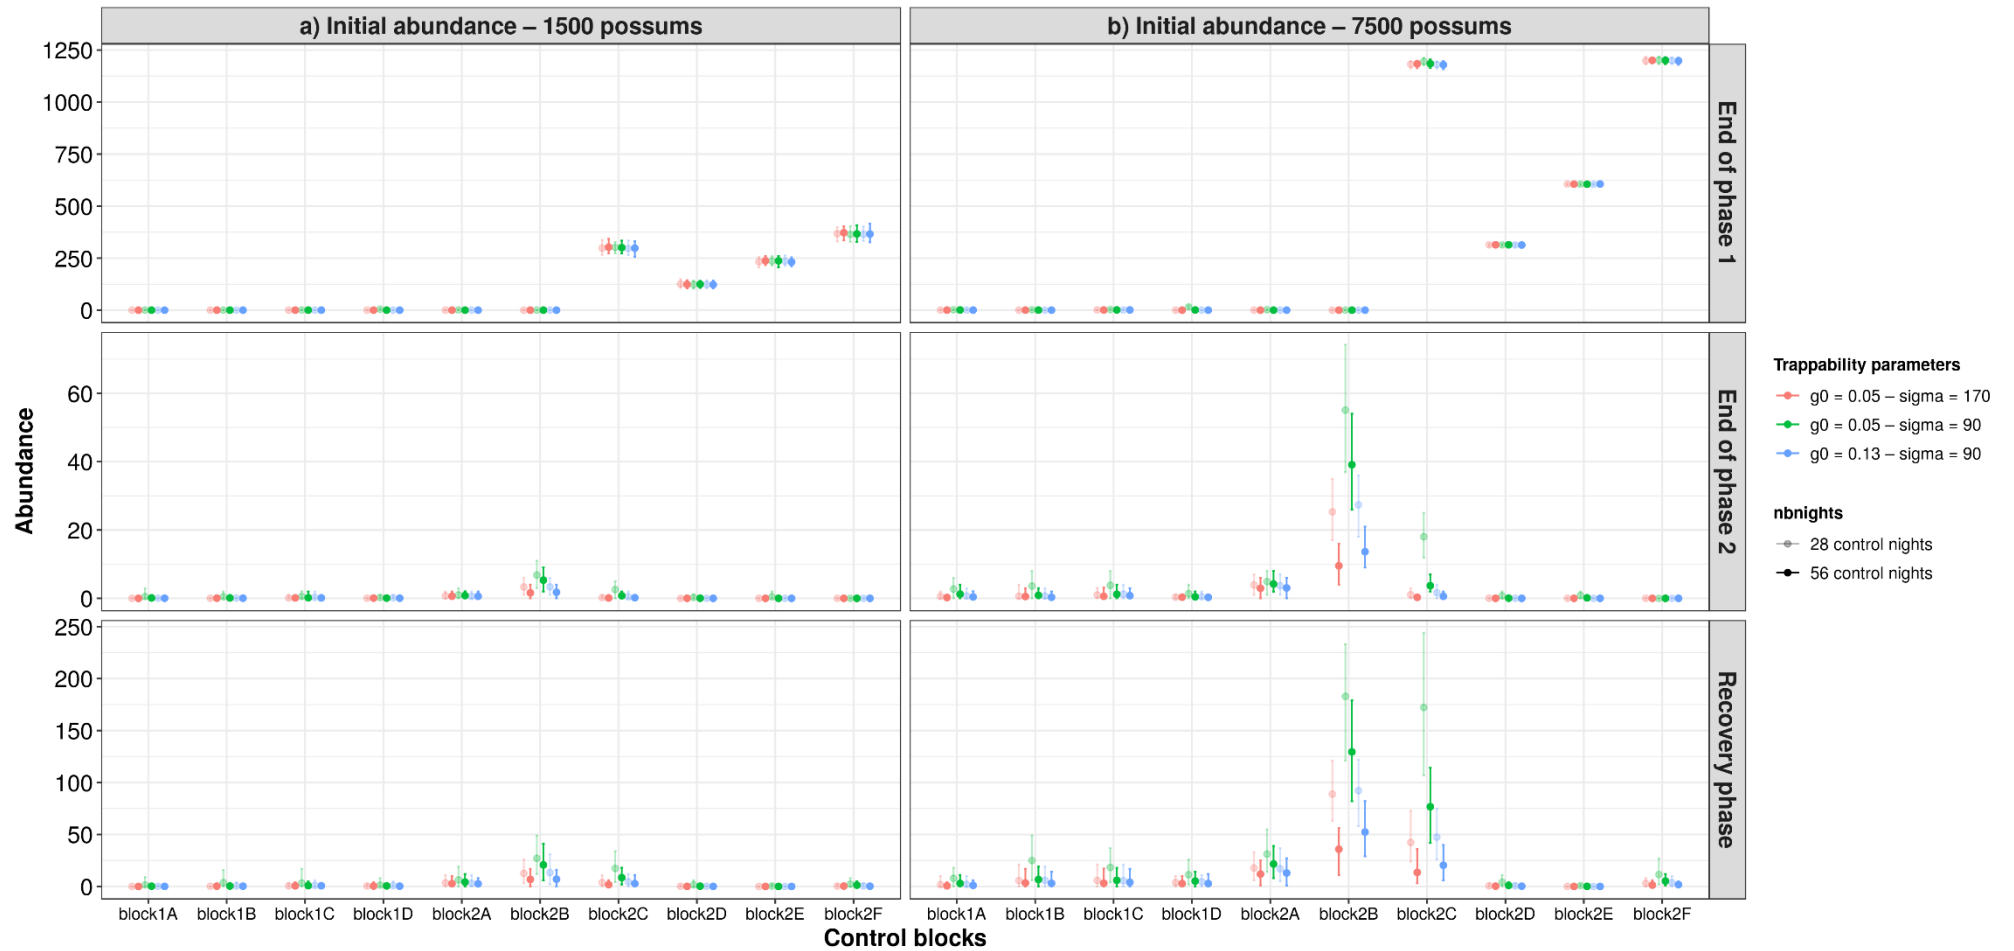 a) Initial abundance – 1500 possums
b) Initial abundance – 7500 possums
Abundance
1250
1000
750
500
250
0
End of phase 1
60
40
20
0
End of phase 2
250
200
150
100
50
0
Recovery phase
block1A block1B block1C block1D block2A block2B block2C block2D block2E block2F
block1A block1B block1C block1D block2A block2B block2C block2D block2E block2F
Control blocks
Trappability parameters
g0 = 0.05 – sigma = 170
g0 = 0.05 – sigma = 90
g0 = 0.13 – sigma = 90
nbnights
28 control nights
56 control nights